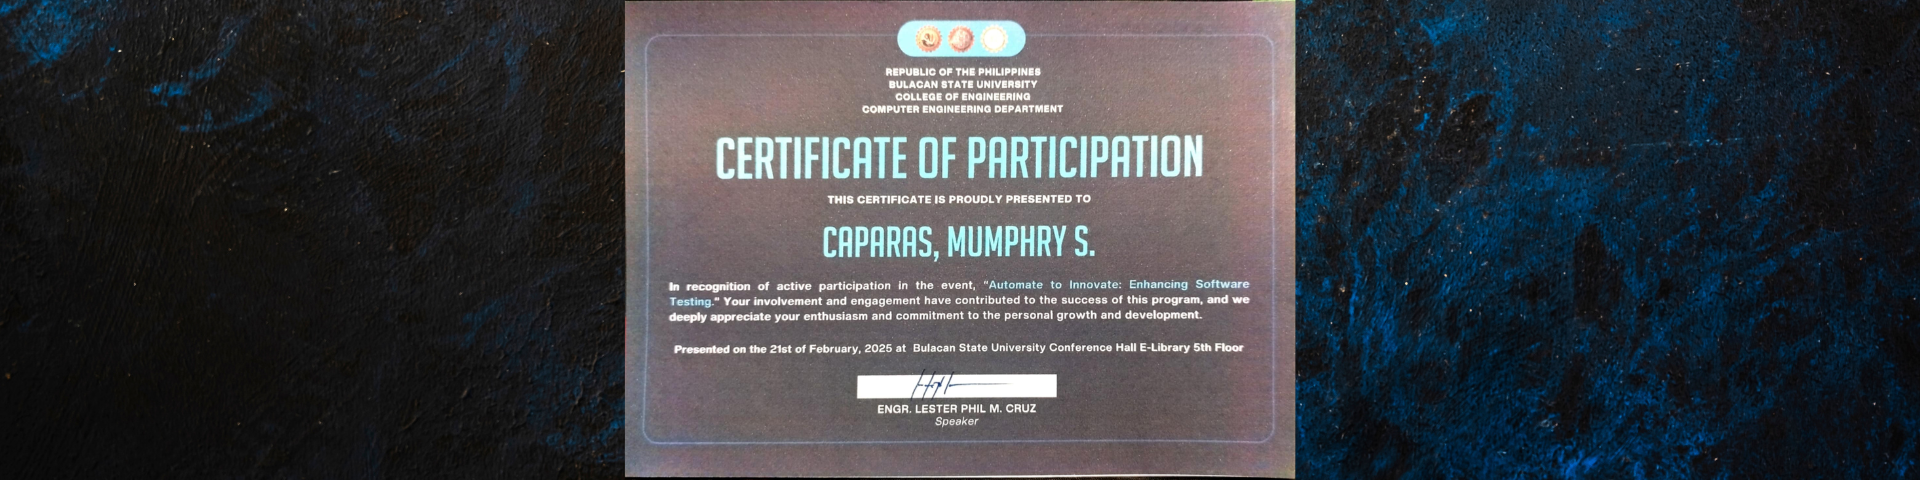 REPUBLIC OF THE PHILIPPINES
BULACAN STATE UNIVERSITY
COLLEGE OF ENGINEERING
COMPUTER ENGINEERING DEPARTMENT
CERTIFICATE OF PARTICIPATION
THIS CERTIFICATE IS PROUDLY PRESENTED TO
CAPARAS, MUMPHRY S.
In recognition of active participation in the event, "Automate to Innovate: Enhancing Software
Testing." Your involvement and engagement have contributed to the success of this program, and we
deeply appreciate your enthusiasm and commitment to the personal growth and development.
Presented on the 21st of February, 2025 at Bulacan State University Conference Hall E-Library 5th Floor
ENGR. LESTER PHIL M. CRUZ
Speaker